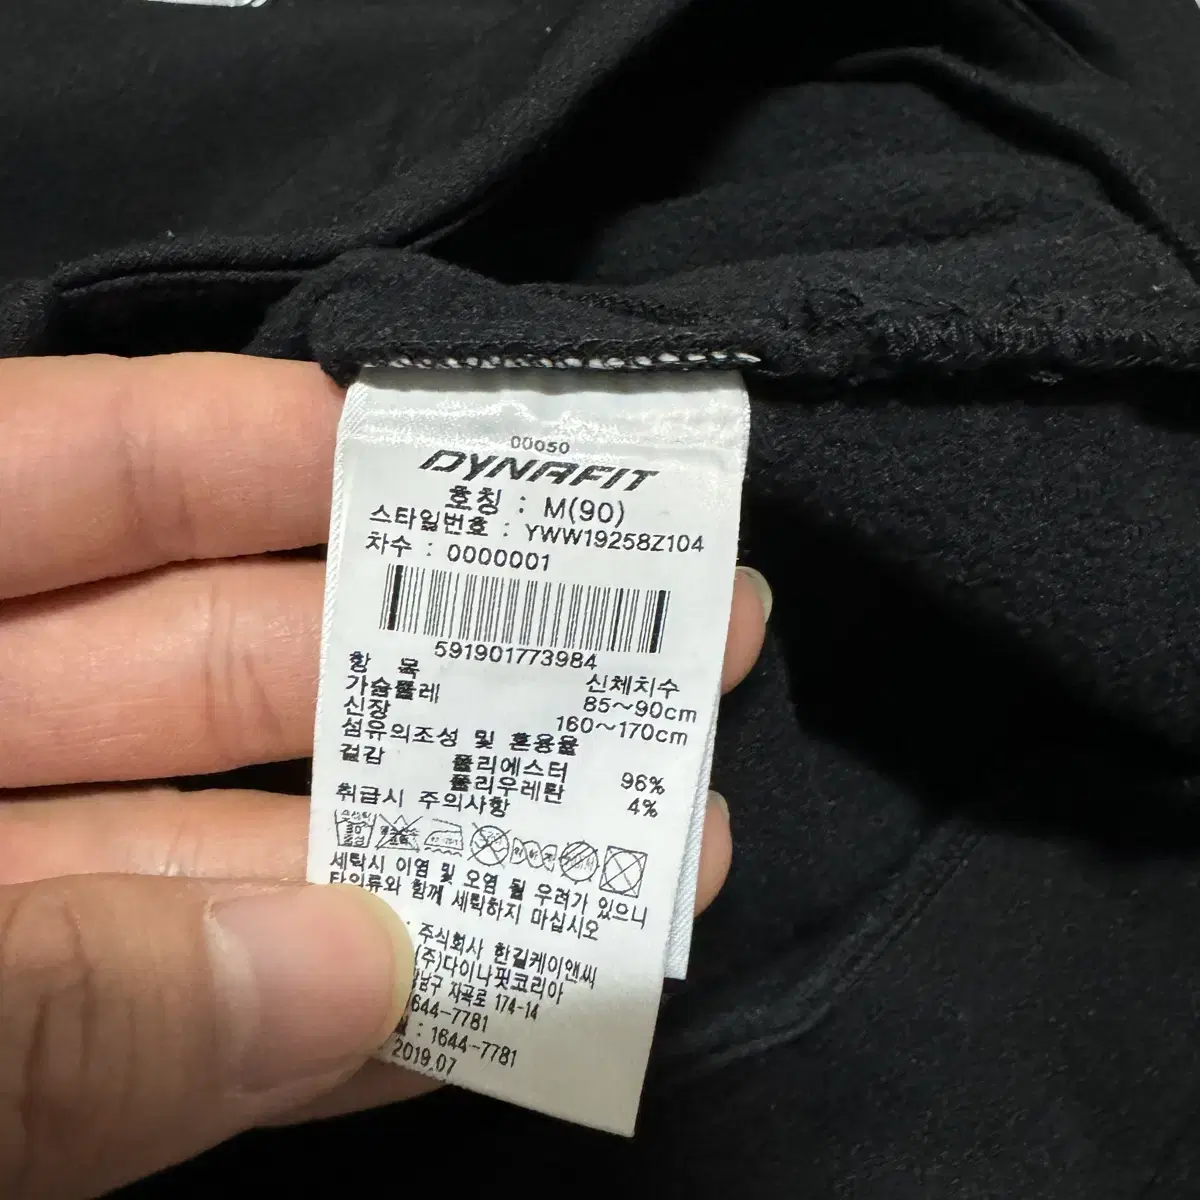 00050
DYNAFIT
호칭 : M(90)
스타일번호 : YWW19258Z104
차수 : 0000001
591901773984
항 목 신체치수
가슴둘레 85~90cm
신장 160~170cm
섬유의조성 및 혼용율
겉감 폴리에스터 96%
폴리우레탄 4%
취급시 주의사항
30
세탁시 이염 및 오염 될 우려가 있으니
타의류와 함께 세탁하지 마십시오
: 주식회사 한길케이앤씨
(주)다이나핏코리아
강남구 자곡로 174-14
1644-7781
: 1644-7781
2019.07